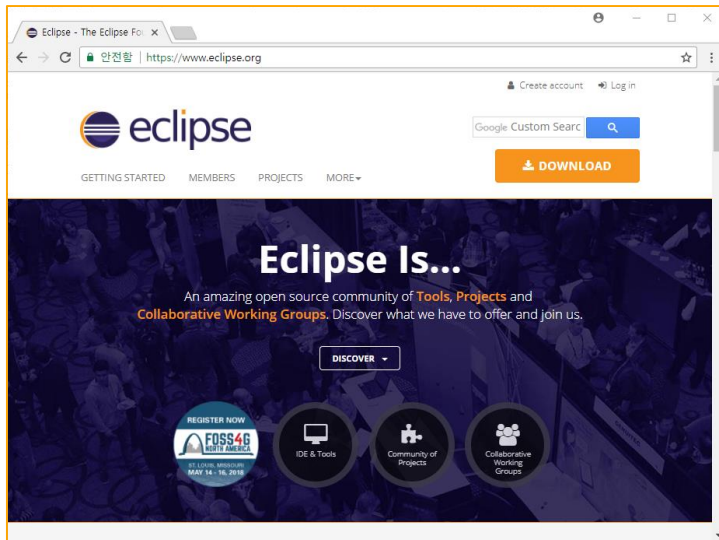 Eclipse - The Eclipse Fo
안전함 | https://www.eclipse.org
Create account Log in
eclipse
Google Custom Searc
DOWNLOAD
GETTING STARTED MEMBERS PROJECTS MORE
Eclipse Is...
An amazing open source community of Tools, Projects and
Collaborative Working Groups. Discover what we have to offer and join us.
DISCOVER
REGISTER NOW
FOSS4G
NORTH AMERICA
ST. LOUIS, MISSOURI
MAY 14 - 16, 2018
IDE & Tools
Community of
Projects
Collaborative
Working
Groups